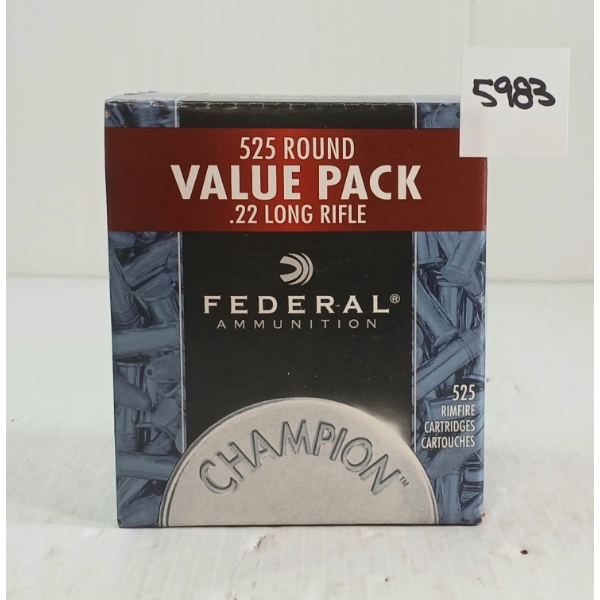 5983
525 ROUND
VALUE PACK
.22 LONG RIFLE
FEDERAL®
AMMUNITION
525
RIMFIRE
CARTRIDGES
CARTOUCHES
CHAMPION™